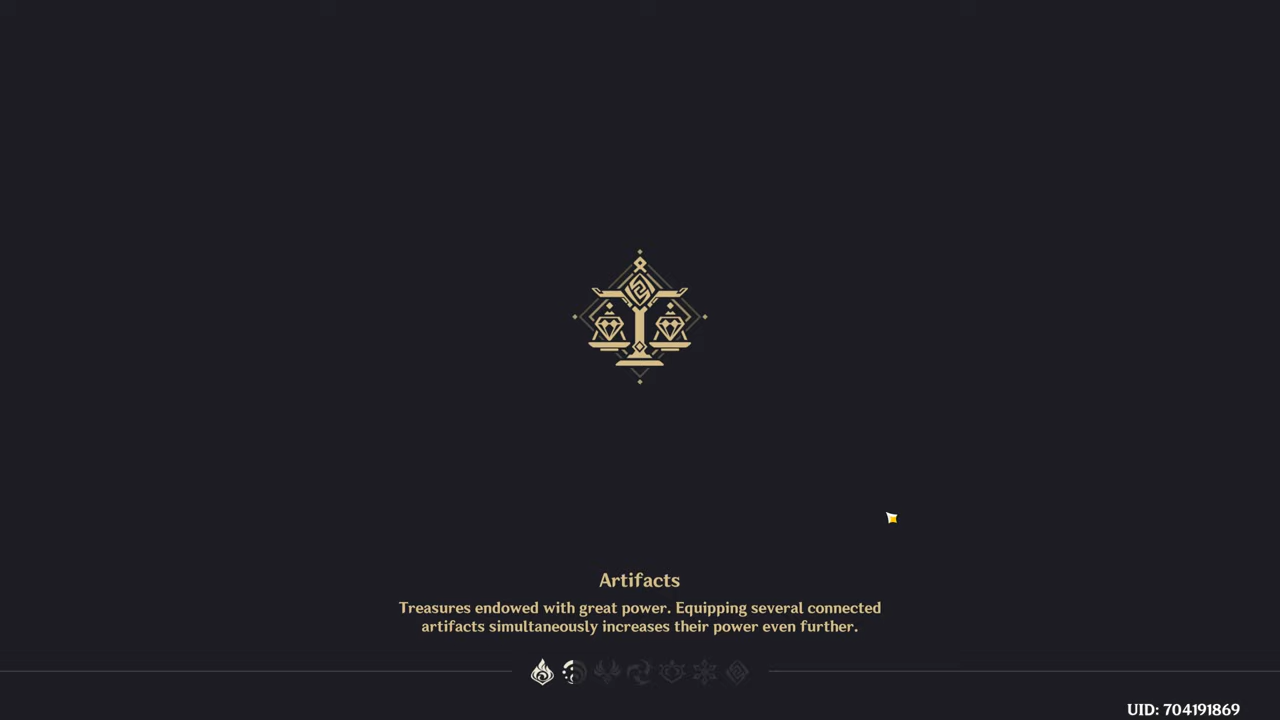 Artifacts
Treasures endowed with great power. Equipping several connected
artifacts simultaneously increases their power even further.
UID: 704191869